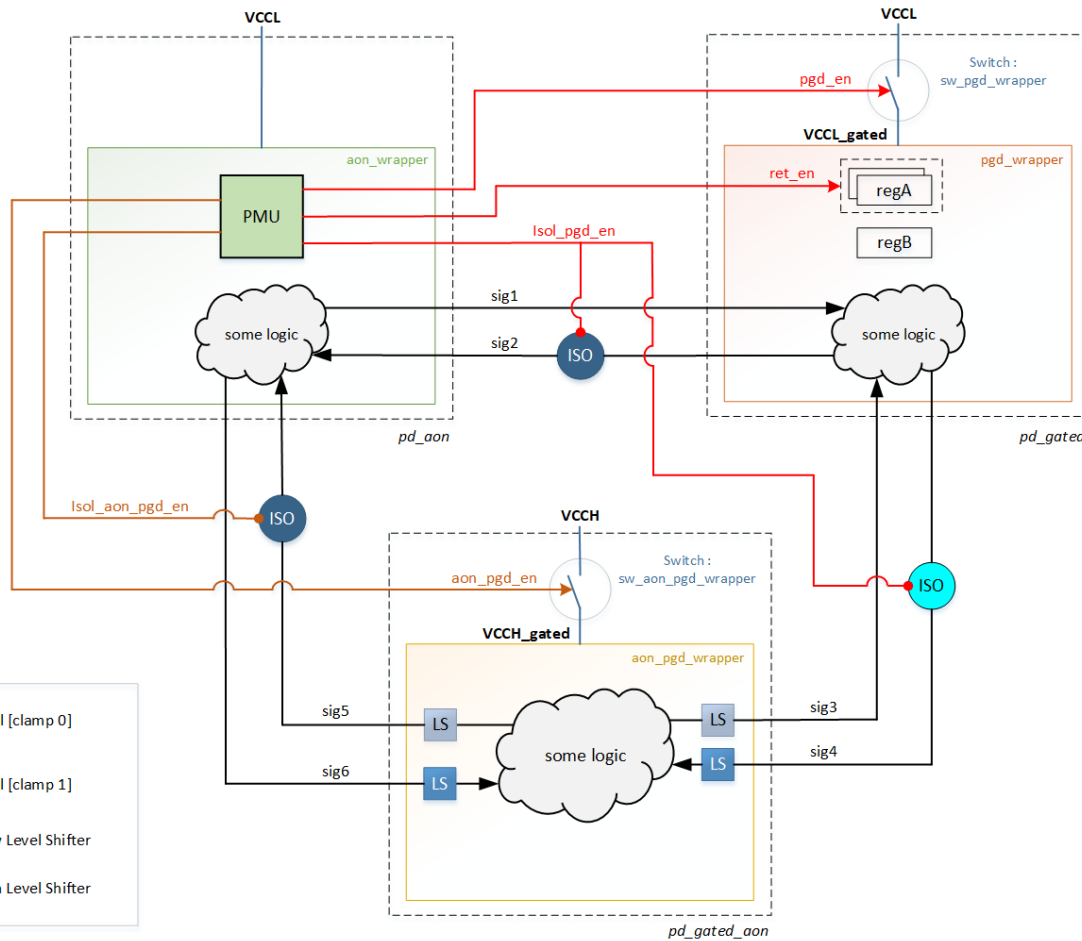 VCCL
VCCL
Switch :
sw_pgd_wrapper
pgd_en
VCCL_gated
aon_wrapper
pgd_wrapper
ret_en
regA
PMU
Isol_pgd_en
regB
sig1
some logic
some logic
sig2
ISO
pd_aon
pd_gated
Isol_aon_pgd_en
ISO
VCCH
Switch :
sw_aon_pgd_wrapper
aon_pgd_en
ISO
VCCH_gated
aon_pgd_wrapper
l [clamp 0]
sig5
LS
LS
sig3
some logic
sig4
sig6
LS
LS
l [clamp 1]
Level Shifter
Level Shifter
pd_gated_aon